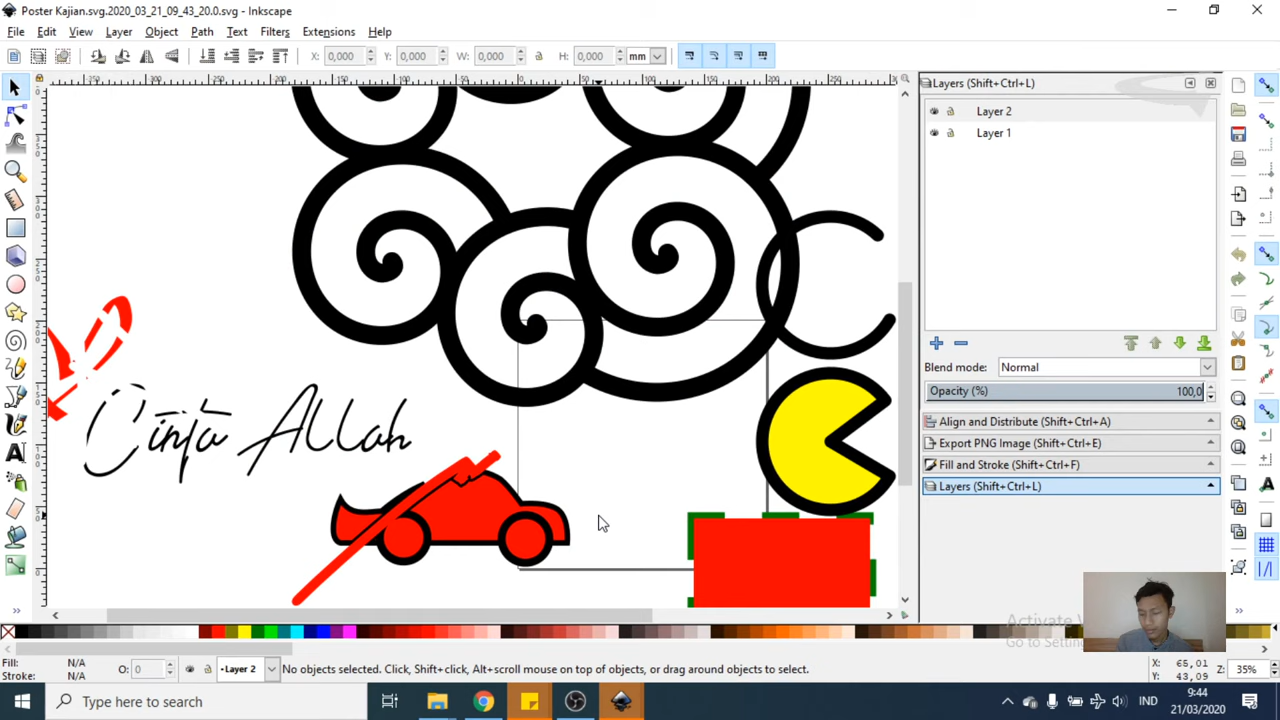 Poster Kajian.svg.2020_03_21_09_43_20.0.svg - Inkscape
File Edit View Layer Object Path Text Filters Extensions Help
X: 0,000 Y: 0,000 W: 0,000 H: 0,000 mm
Layers (Shift+Ctrl+L)
Layer 2
Layer 1
Blend mode: Normal
Opacity (%) 100,0
Align and Distribute (Shift+Ctrl+A)
Export PNG Image (Shift+Ctrl+E)
Fill and Stroke (Shift+Ctrl+F)
Layers (Shift+Ctrl+L)
Cinta Allah
Fill: N/A
Stroke: N/A
O: 0
Layer 2
No objects selected. Click, Shift+click, Alt+scroll mouse on top of objects, or drag around objects to select.
X: 65,01
Y: 43,09
Z: 35%
Type here to search
IND
9:44
21/03/2020